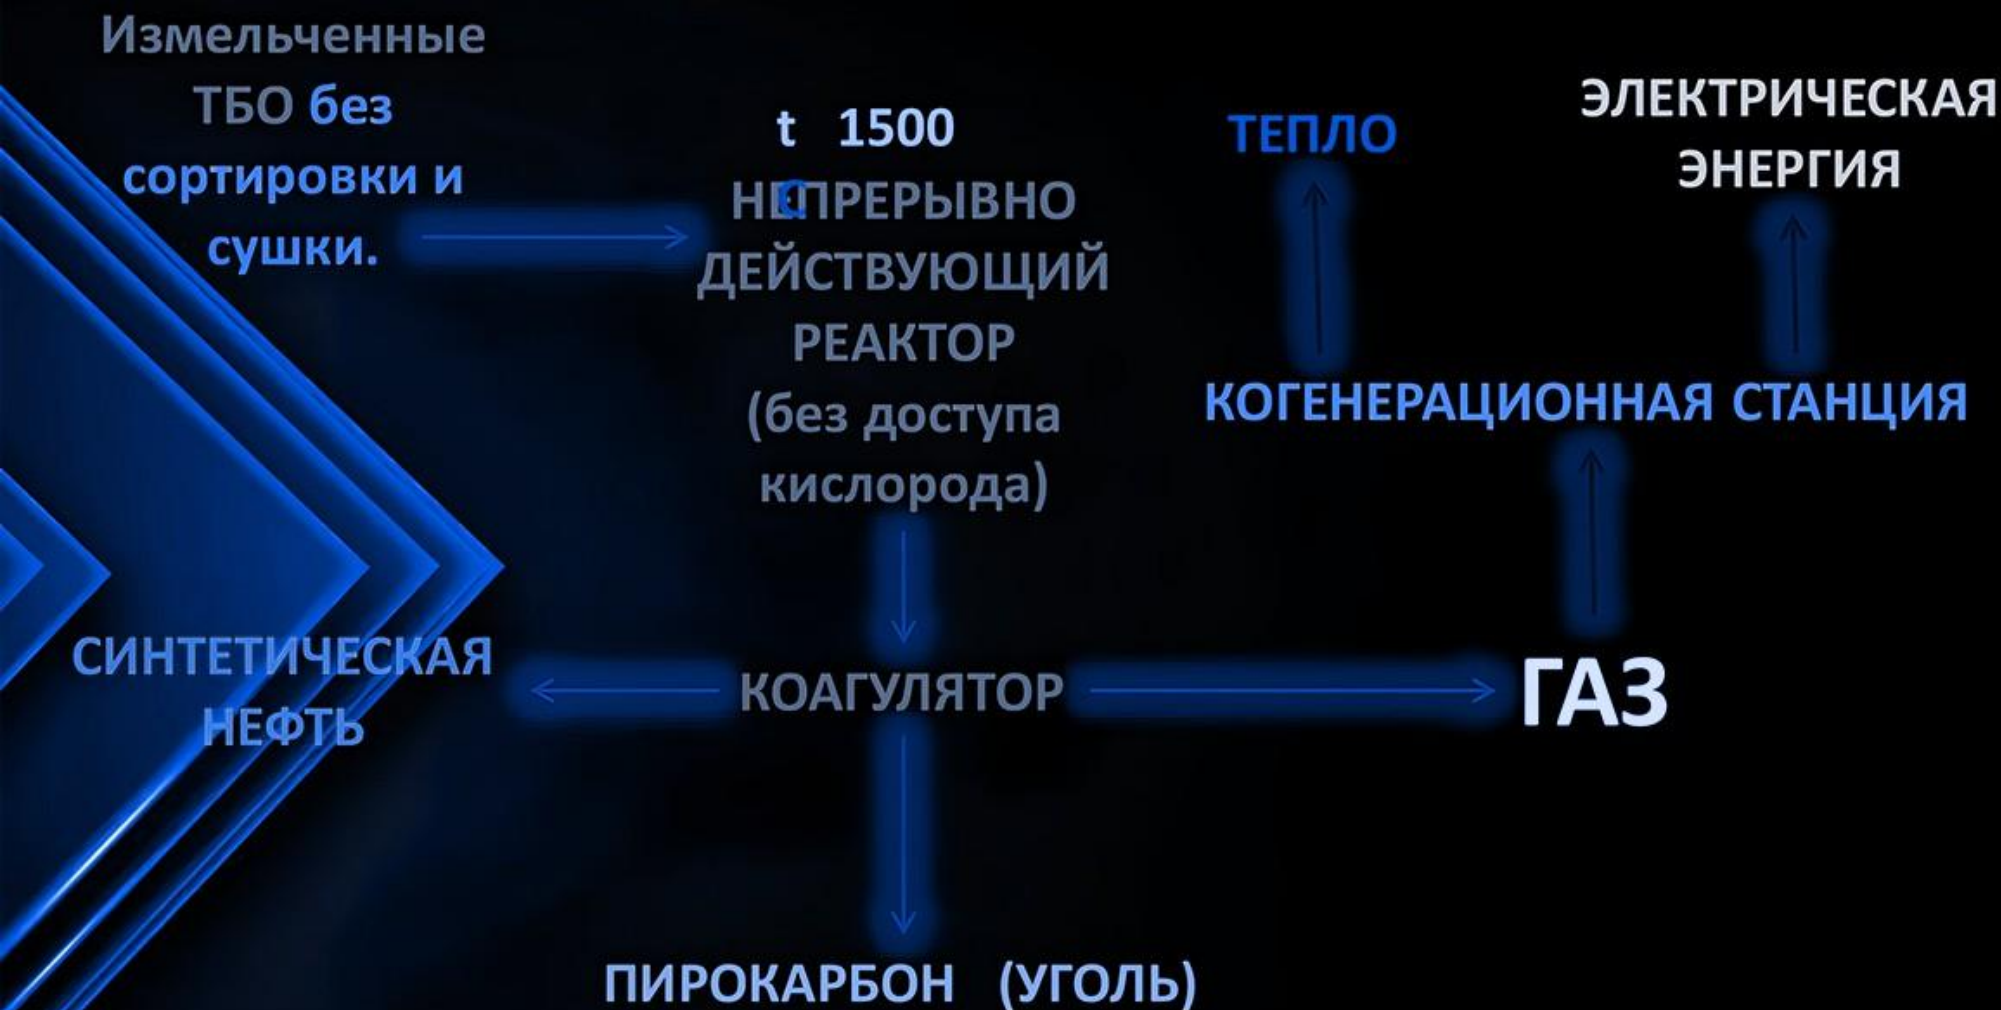 Измельченные
ТБО без
сортировки и
сушки.
t 1500
С
НЕПРЕРЫВНО
ДЕЙСТВУЮЩИЙ
РЕАКТОР
(без доступа
кислорода)
ТЕПЛО
ЭЛЕКТРИЧЕСКАЯ
ЭНЕРГИЯ
КОГЕНЕРАЦИОННАЯ СТАНЦИЯ
СИНТЕТИЧЕСКАЯ
НЕФТЬ
КОАГУЛЯТОР
ГАЗ
ПИРОКАРБОН (УГОЛЬ)